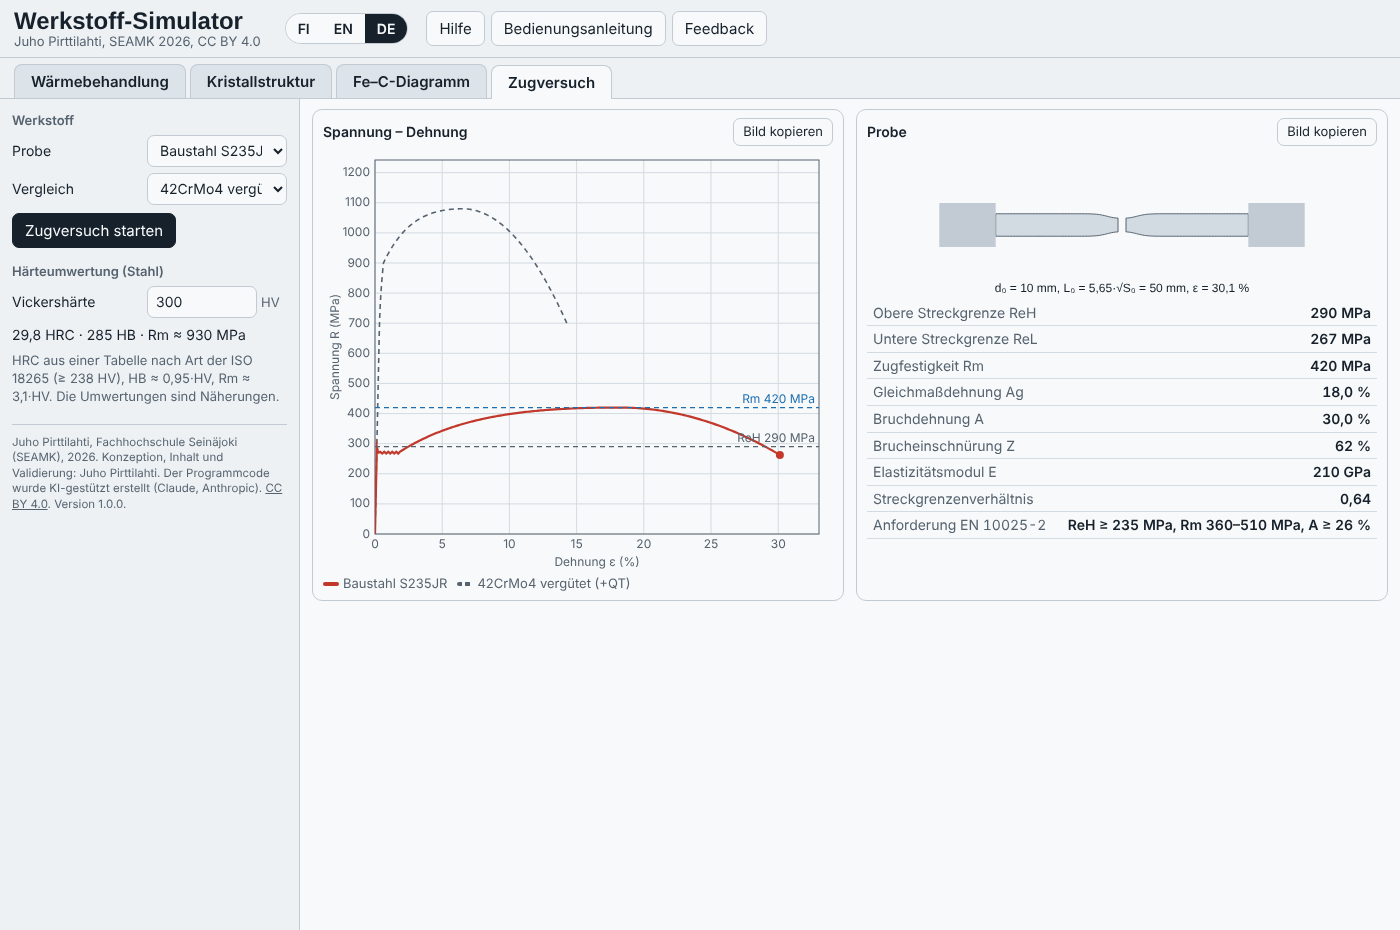 Werkstoff-Simulator
Juho Pirttilahti, SEAMK 2026, CC BY 4.0
FI EN DE
Hilfe
Bedienungsanleitung
Feedback
Wärmebehandlung
Kristallstruktur
Fe–C-Diagramm
Zugversuch
Werkstoff
Probe Baustahl S235J
Vergleich 42CrMo4 vergü
Zugversuch starten
Härteumwertung (Stahl)
Vickershärte 300 HV
29,8 HRC · 285 HB · Rm ≈ 930 MPa
HRC aus einer Tabelle nach Art der ISO
18265 (≥ 238 HV), HB ≈ 0,95·HV, Rm ≈
3,1·HV. Die Umwertungen sind Näherungen.
Juho Pirttilahti, Fachhochschule Seinäjoki
(SEAMK), 2026. Konzeption, Inhalt und
Validierung: Juho Pirttilahti. Der Programmcode
wurde KI-gestützt erstellt (Claude, Anthropic). CC
BY 4.0. Version 1.0.0.
Spannung – Dehnung
Bild kopieren
1200
1100
1000
900
800
700
600
500
400
300
200
100
0
Spannung R (MPa)
Rm 420 MPa
ReH 290 MPa
0 5 10 15 20 25 30
Dehnung ε (%)
Baustahl S235JR 42CrMo4 vergütet (+QT)
Probe
Bild kopieren
d₀ = 10 mm, L₀ = 5,65·√S₀ = 50 mm, ε = 30,1 %
Obere Streckgrenze ReH 290 MPa
Untere Streckgrenze ReL 267 MPa
Zugfestigkeit Rm 420 MPa
Gleichmaßdehnung Ag 18,0 %
Bruchdehnung A 30,0 %
Brucheinschnürung Z 62 %
Elastizitätsmodul E 210 GPa
Streckgrenzenverhältnis 0,64
Anforderung EN 10025-2 ReH ≥ 235 MPa, Rm 360–510 MPa, A ≥ 26 %